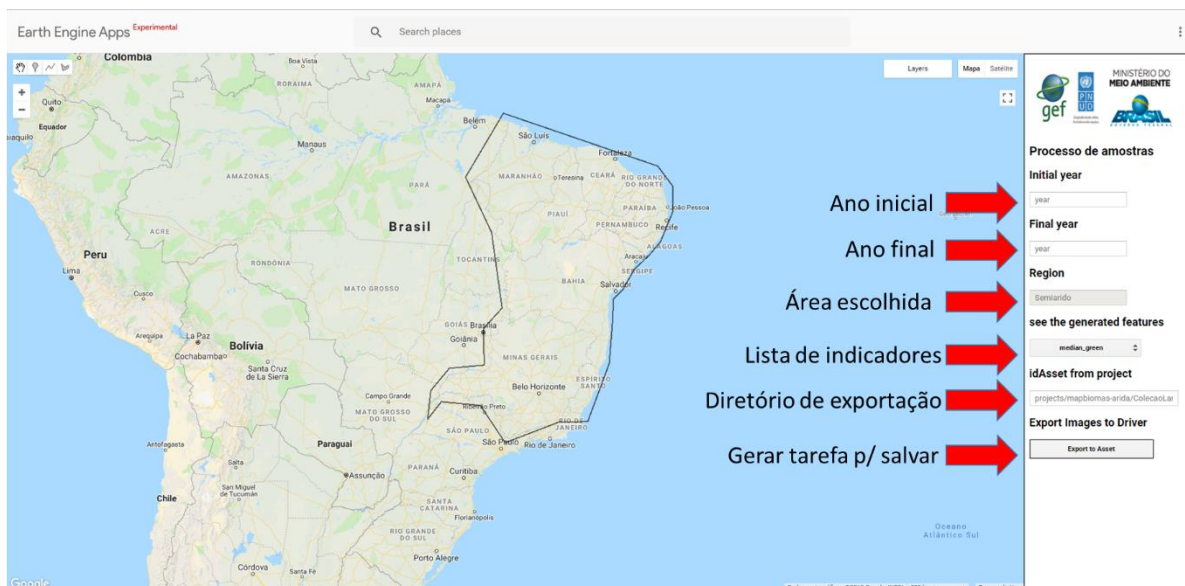 Earth Engine Apps Experimental
Search places
Layers
Mapa Satélite
Colombia
Boa Vista
RORAIMA
AMAPÁ
Macapá
Quito
Equador
Guayaquil
Belém
São Luís
Manaus
Fortaleza
AMAZONAS
PARÁ
MARANHÃO
Teresina
CEARÁ
RIO GRANDE
DO NORTE
PARAÍBA
João Pessoa
PIAUÍ
PERNAMBUCO
Recife
ACRE
Brasil
ALAGOAS
Aracaju
SERGIPE
Peru
RONDÔNIA
TOCANTINS
BAHIA
Salvador
Lima
MATO GROSSO
Cusco
GOIÁS
Brasília
Goiânia
Arequipa
La Paz
Bolívia
Cochabamba
Santa Cruz
de La Sierra
MINAS GERAIS
Belo Horizonte
ESPÍRITO
SANTO
Campo Grande
MATO GROSSO
DO SUL
Ribeirão Preto
RIO DE
JANEIRO
SÃO PAULO
São Paulo
Rio de Janeiro
Antofagasta
Paraguai
Assunção
PARANÁ
Curitiba
Salta
San Miguel
de Tucumán
SANTA
CATARINA
Florianópolis
Chile
RIO GRANDE
DO SUL
Porto Alegre
Córdova
Santa Fé
Oceano
Atlântico Sul
Google
Ano inicial
Ano final
Área escolhida
Lista de indicadores
Diretório de exportação
Gerar tarefa p/ salvar
gef
P N
U D
MINISTÉRIO DO
MEIO AMBIENTE
BRASIL
GOVERNO FEDERAL
Processo de amostras
Initial year
year
Final year
year
Region
Semiarido
see the generated features
median_green
idAsset from project
projects/mapbiomas-arida/ColecaoLan
Export Images to Driver
Export to Asset